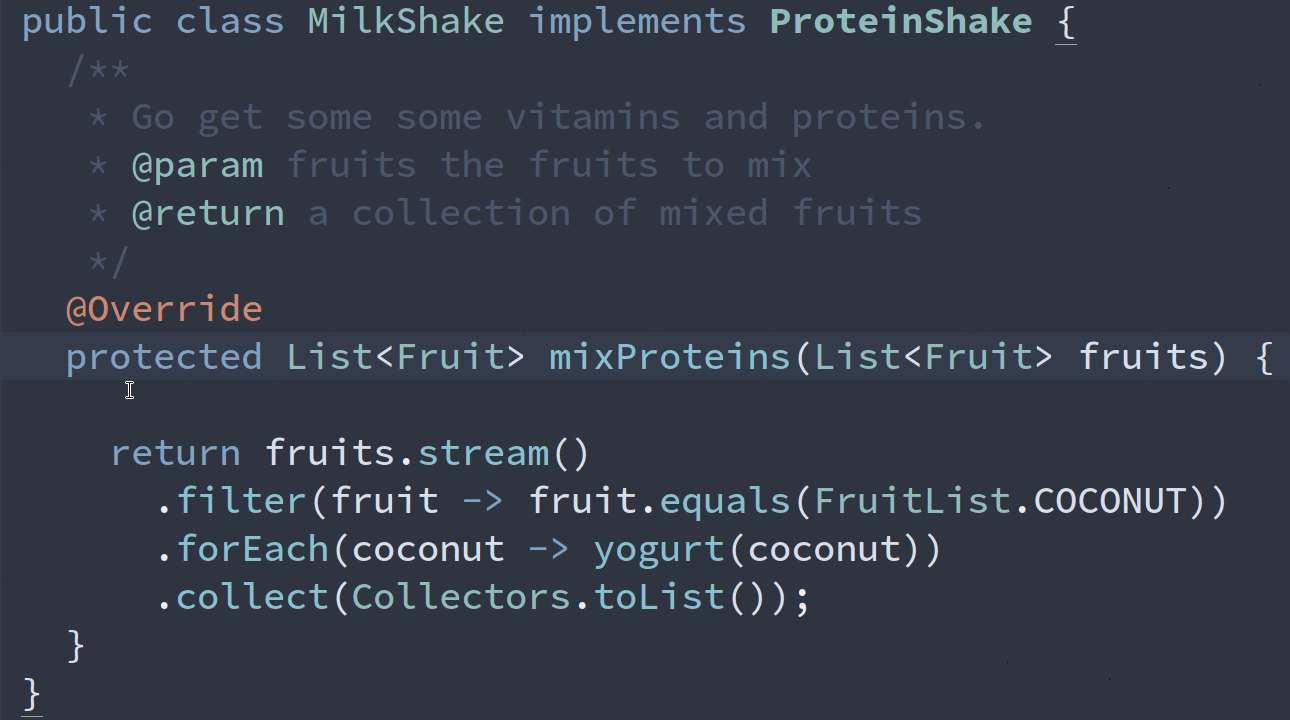 public class MilkShake implements ProteinShake {
  /**
   * Go get some some vitamins and proteins.
   * @param fruits the fruits to mix
   * @return a collection of mixed fruits
   */
  @Override
  protected List<Fruit> mixProteins(List<Fruit> fruits) {
    return fruits.stream()
      .filter(fruit -> fruit.equals(FruitList.COCONUT))
      .forEach(coconut -> yogurt(coconut))
      .collect(Collectors.toList());
  }
}